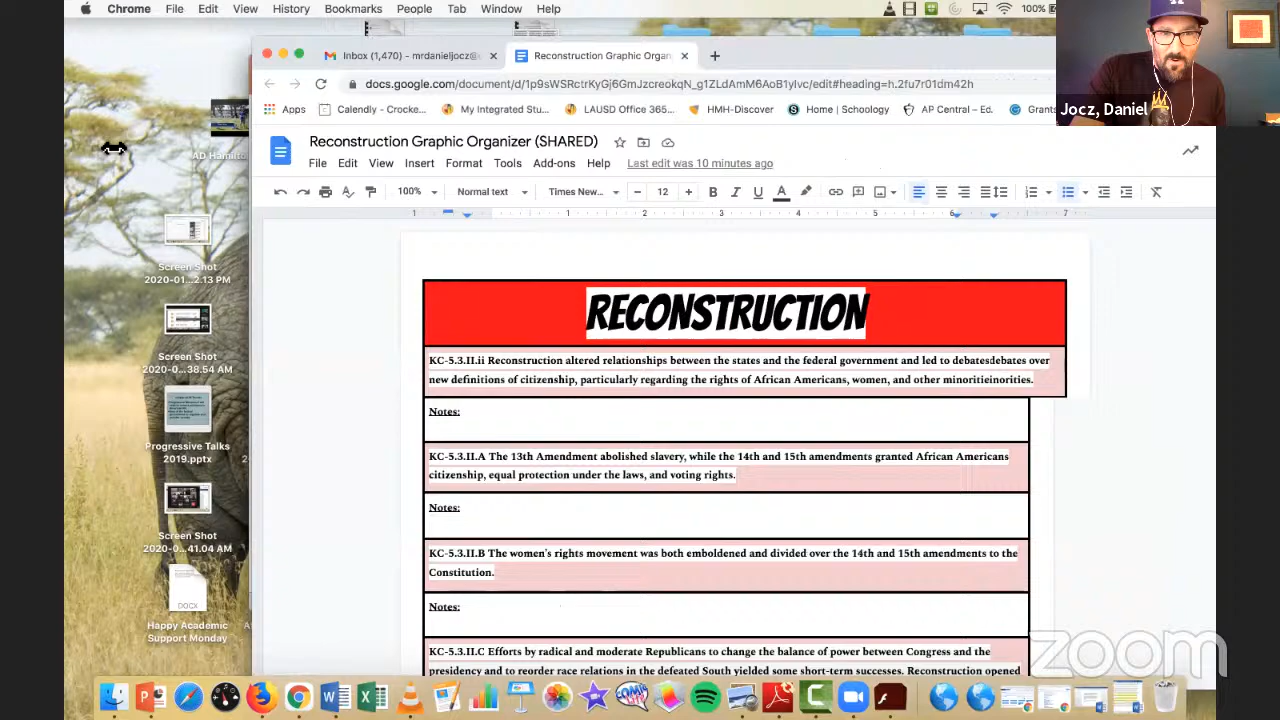 Chrome File Edit View History Bookmarks People Tab Window Help 100%
Inbox (1,470) - mrdanieljocz@ Reconstruction Graphic Organ
docs.google.com/document/d/1p9sWSRctrKyGj6GmJzcreokqN_g1ZLdAmM6AoB1yIvc/edit#heading=h.2fu7r01dm42h
Apps Calendly - Crocke... My Integrated Stu... LAUSD Office 365... HMH-Discover Home | Schoology Central – Ed. Grants
Jocz, Daniel
Reconstruction Graphic Organizer (SHARED)
File Edit View Insert Format Tools Add-ons Help Last edit was 10 minutes ago
100% Normal text Times New... 12 B I U A
1 1 2 3 4 5 6 7
AD Hamilto
Screen Shot
2020-01...2.13 PM
Screen Shot
2020-0...38.54 AM
Progressive Talks
2019.pptx
Screen Shot
2020-0...41.04 AM
DOCX
Happy Academic
Support Monday
RECONSTRUCTION
KC-5.3.II.ii Reconstruction altered relationships between the states and the federal government and led to debatesdebates over
new definitions of citizenship, particularly regarding the rights of African Americans, women, and other minoritieinorities.
Notes:
KC-5.3.II.A The 13th Amendment abolished slavery, while the 14th and 15th amendments granted African Americans
citizenship, equal protection under the laws, and voting rights.
Notes:
KC-5.3.II.B The women's rights movement was both emboldened and divided over the 14th and 15th amendments to the
Constitution.
Notes:
KC-5.3.II.C Efforts by radical and moderate Republicans to change the balance of power between Congress and the
presidency and to reorder race relations in the defeated South yielded some short-term successes. Reconstruction opened
zoom